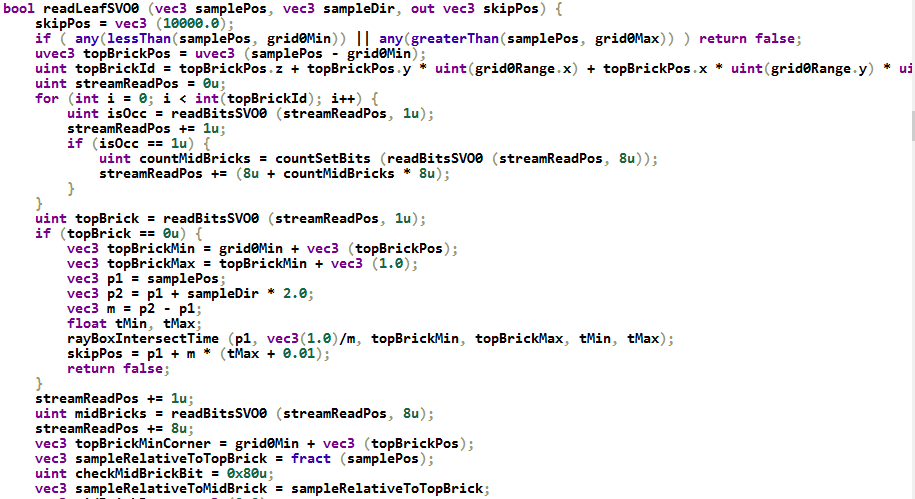 bool readLeafSVO0 (vec3 samplePos, vec3 sampleDir, out vec3 skipPos) {
skipPos = vec3 (10000.0);
if ( any(lessThan(samplePos, grid0Min)) || any(greaterThan(samplePos, grid0Max)) ) return false;
uvec3 topBrickPos = uvec3 (samplePos - grid0Min);
uint topBrickId = topBrickPos.z + topBrickPos.y * uint(grid0Range.x) + topBrickPos.x * uint(grid0Range.y) * ui
uint streamReadPos = 0u;
for (int i = 0; i < int(topBrickId); i++) {
uint isOcc = readBitsSVO0 (streamReadPos, 1u);
streamReadPos += 1u;
if (isOcc == 1u) {
uint countMidBricks = countSetBits (readBitsSVO0 (streamReadPos, 8u));
streamReadPos += (8u + countMidBricks * 8u);
}
}
uint topBrick = readBitsSVO0 (streamReadPos, 1u);
if (topBrick == 0u) {
vec3 topBrickMin = grid0Min + vec3 (topBrickPos);
vec3 topBrickMax = topBrickMin + vec3 (1.0);
vec3 p1 = samplePos;
vec3 p2 = p1 + sampleDir * 2.0;
vec3 m = p2 - p1;
float tMin, tMax;
rayBoxIntersectTime (p1, vec3(1.0)/m, topBrickMin, topBrickMax, tMin, tMax);
skipPos = p1 + m * (tMax + 0.01);
return false;
}
streamReadPos += 1u;
uint midBricks = readBitsSVO0 (streamReadPos, 8u);
streamReadPos += 8u;
vec3 topBrickMinCorner = grid0Min + vec3 (topBrickPos);
vec3 sampleRelativeToTopBrick = fract (samplePos);
uint checkMidBrickBit = 0x80u;
vec3 sampleRelativeToMidBrick = sampleRelativeToTopBrick;